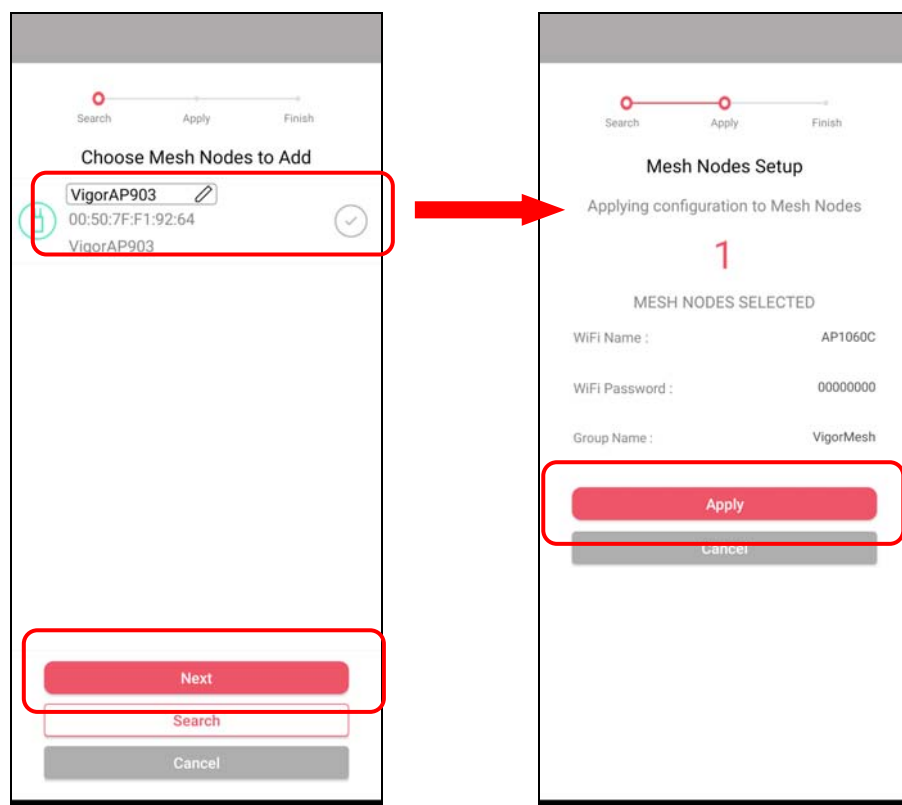 Search Apply Finish
Choose Mesh Nodes to Add
VigorAP903
00:50:7F:F1:92:64
VigorAP903
Next
Search
Cancel
Search Apply Finish
Mesh Nodes Setup
Applying configuration to Mesh Nodes
1
MESH NODES SELECTED
WiFi Name : AP1060C
WiFi Password : 00000000
Group Name : VigorMesh
Apply
Cancel